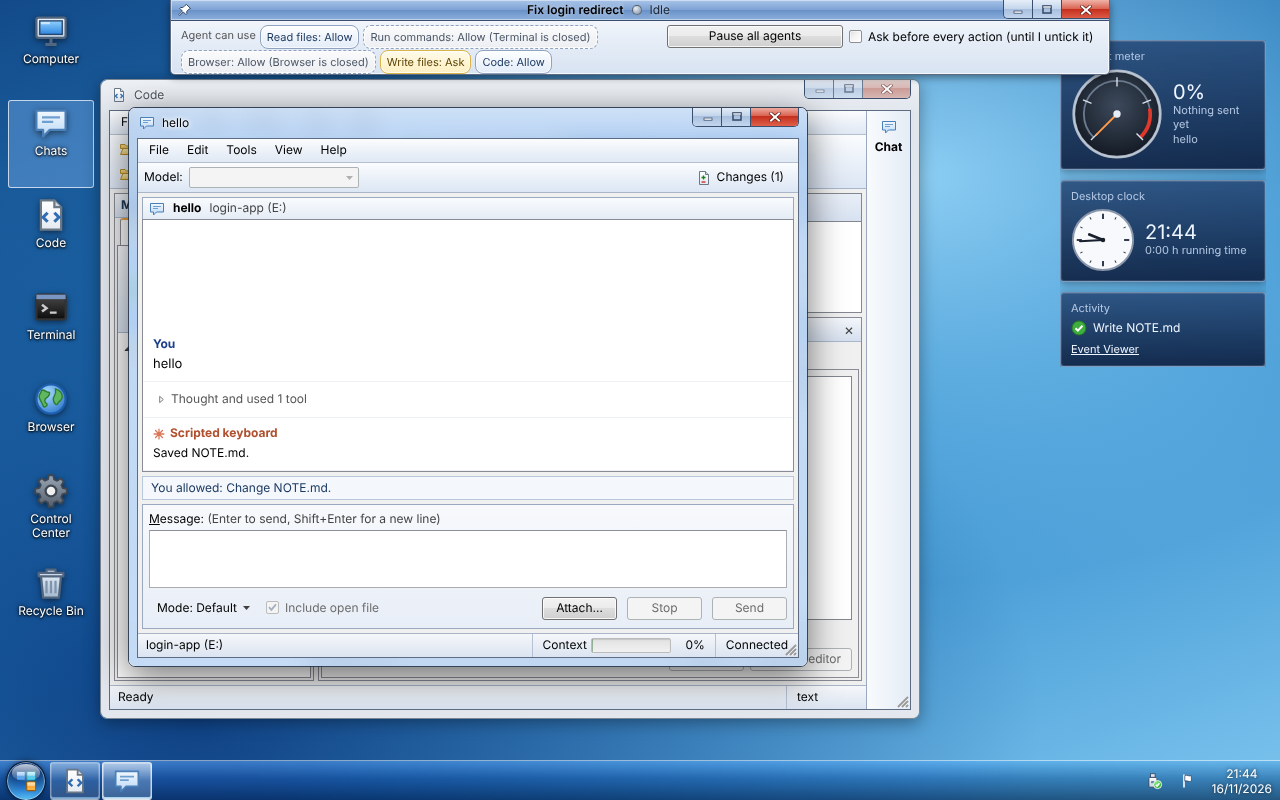 Fix login redirect Idle
Agent can use Read files: Allow Run commands: Allow (Terminal is closed)
Browser: Allow (Browser is closed) Write files: Ask Code: Allow
Pause all agents Ask before every action (until I untick it)
Computer
Chats
Code
Terminal
Browser
Control
Center
Recycle Bin
Code
Chat
hello
File Edit Tools View Help
Model: Changes (1)
hello login-app (E:)
You
hello
Thought and used 1 tool
Scripted keyboard
Saved NOTE.md.
You allowed: Change NOTE.md.
Message: (Enter to send, Shift+Enter for a new line)
Mode: Default Include open file Attach... Stop Send
login-app (E:) Context 0% Connected
editor
Ready text
meter
0%
Nothing sent
yet
hello
Desktop clock
21:44
0:00 h running time
Activity
Write NOTE.md
Event Viewer
21:44
16/11/2026